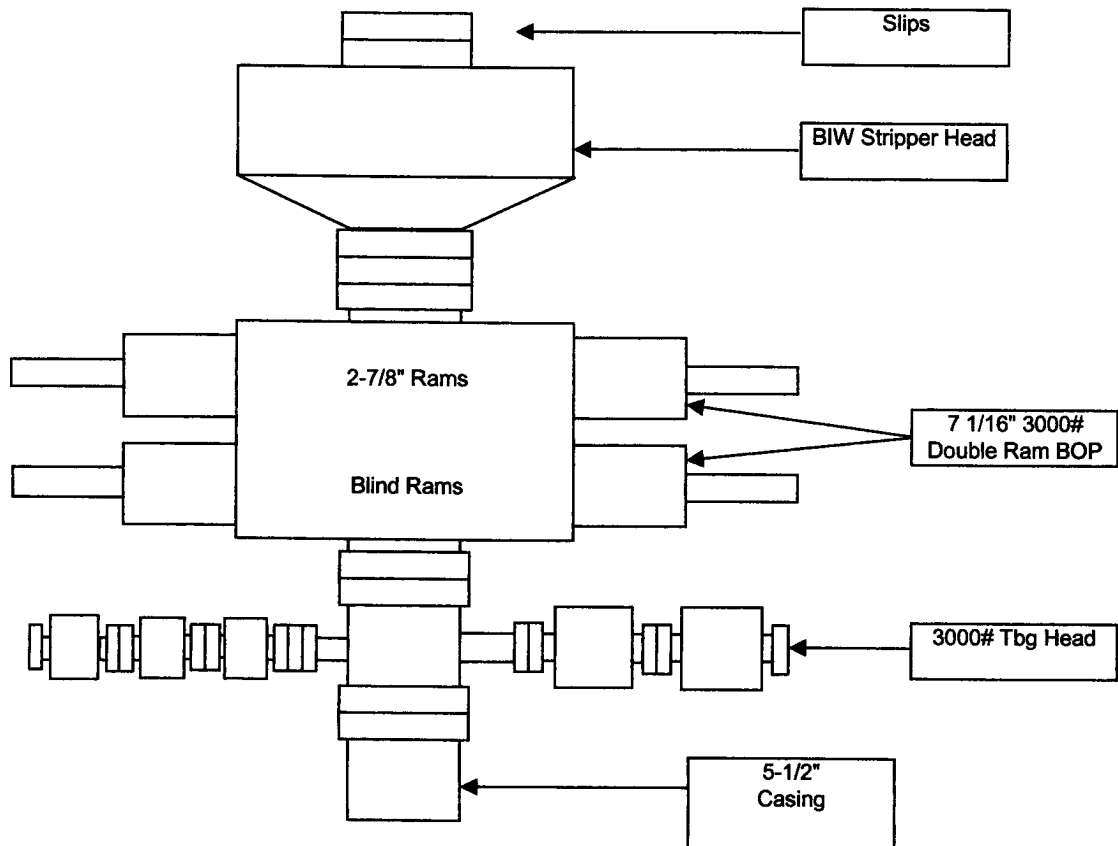 Slips
BIW Stripper Head
2-7/8" Rams
7 1/16" 3000#
Double Ram BOP
Blind Rams
3000# Tbg Head
5-1/2"
Casing